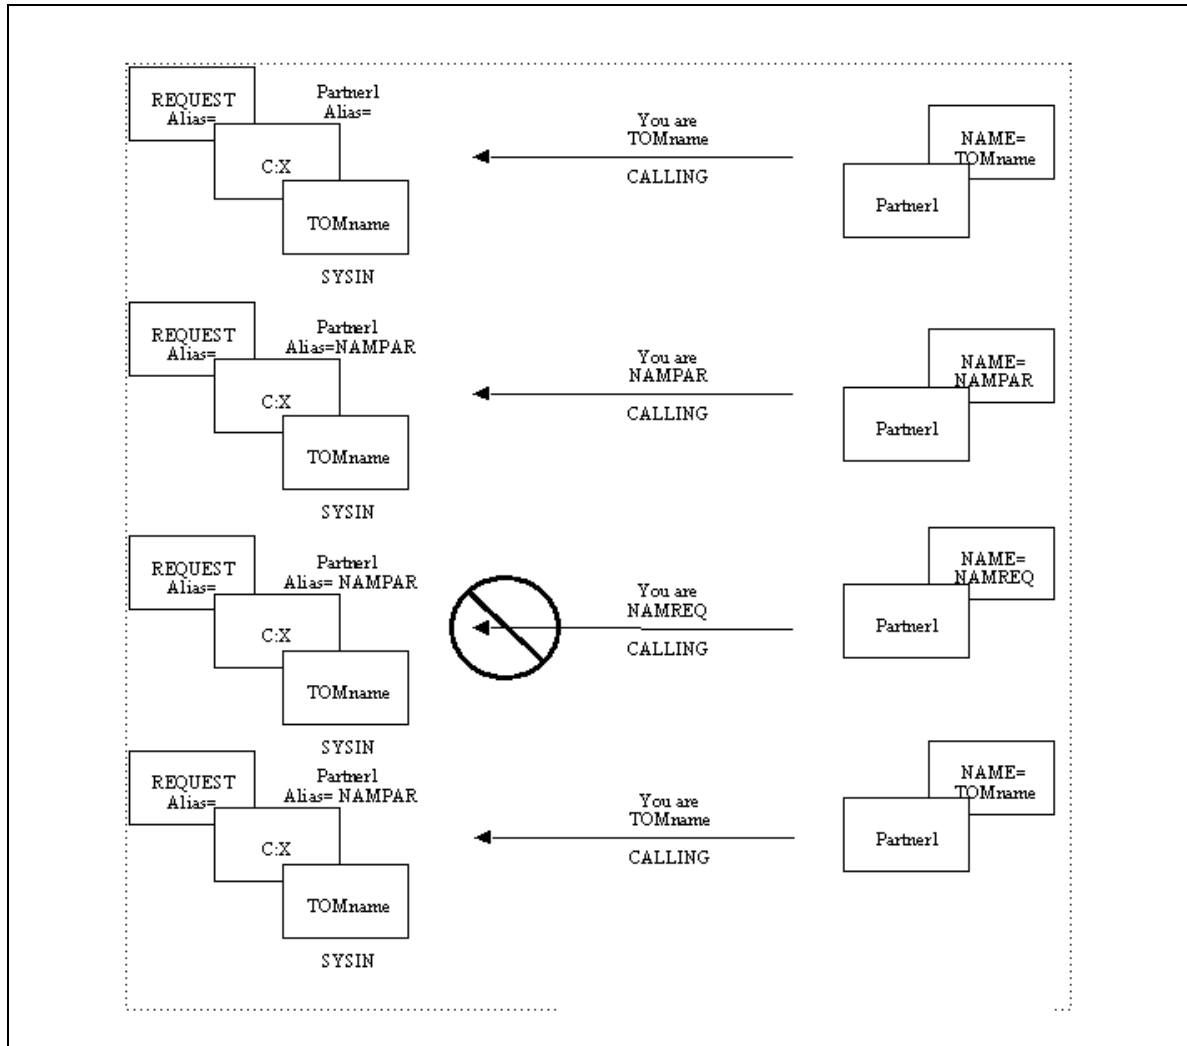 REQUEST
Alias=
Partner1
Alias=
C:X
TOMname
SYSIN
You are
TOMname
CALLING
NAME=
TOMname
Partner1
REQUEST
Alias=
Partner1
Alias=NAMPAR
C:X
TOMname
SYSIN
You are
NAMPAR
CALLING
NAME=
NAMPAR
Partner1
REQUEST
Alias=
Partner1
Alias= NAMPAR
C:X
TOMname
SYSIN
You are
NAMREQ
CALLING
NAME=
NAMREQ
Partner1
REQUEST
Alias=
Partner1
Alias= NAMPAR
C:X
TOMname
SYSIN
You are
TOMname
CALLING
NAME=
TOMname
Partner1